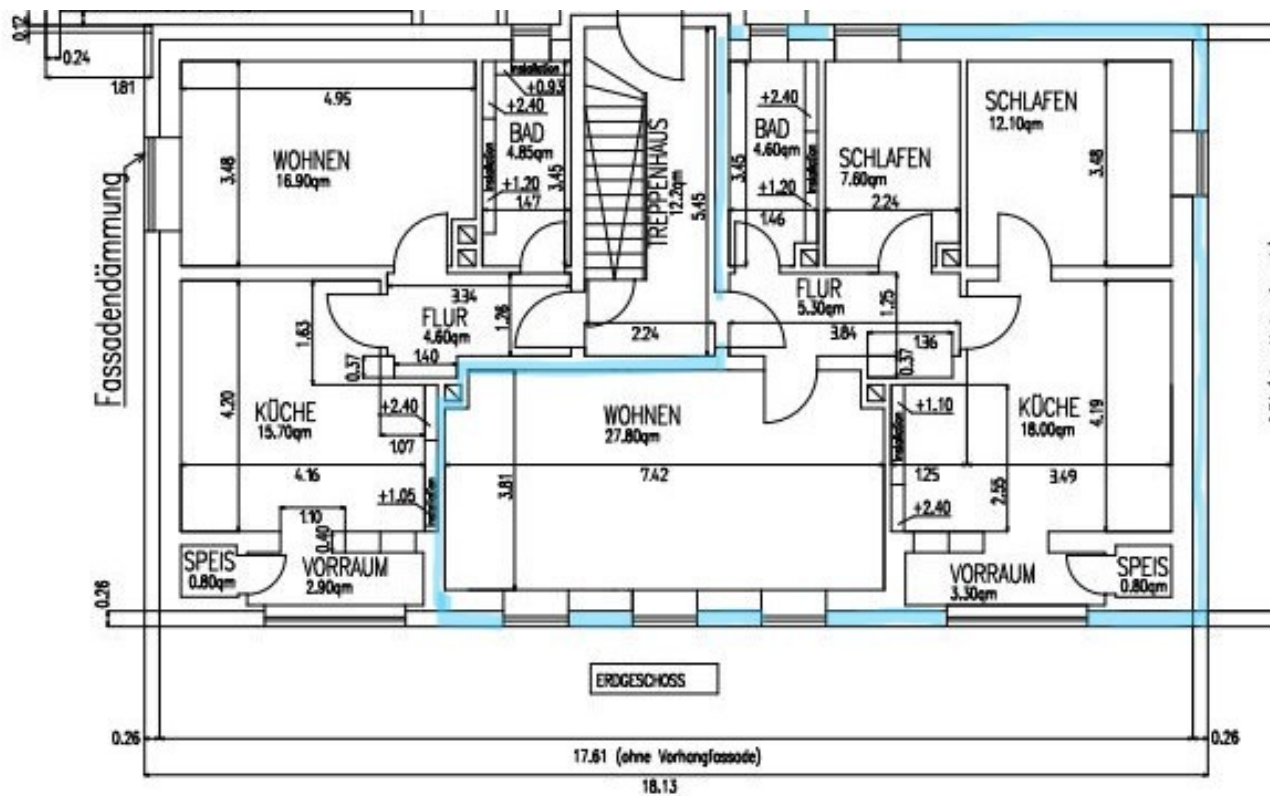 0.12
0.24
1.81
Fassadendämmung
4.95
3.48
WOHNEN
16.90qm
Installation
+0.93
+2.40
BAD
4.85qm
Installation
+1.20
3.45
1.47
TREPPENHAUS
12.2qm
5.45
2.24
+2.40
BAD
4.60qm
Installation
3.45
+1.20
1.46
SCHLAFEN
7.60qm
2.24
SCHLAFEN
12.10qm
3.48
3.34
FLUR
4.60qm
1.26
1.63
0.37
1.40
FLUR
5.30qm
1.25
3.84
1.36
0.37
4.20
KÜCHE
15.70qm
+2.40
1.07
4.16
+1.05
Installation
WOHNEN
27.80qm
7.42
3.81
+1.10
Installation
KÜCHE
18.00qm
4.19
1.25
3.49
2.55
+2.40
1.10
0.40
SPEIS
0.80qm
VORRAUM
2.90qm
VORRAUM
3.30qm
SPEIS
0.80qm
0.26
ERDGESCHOSS
0.26
17.61 (ohne Vorhangfassade)
0.26
18.13